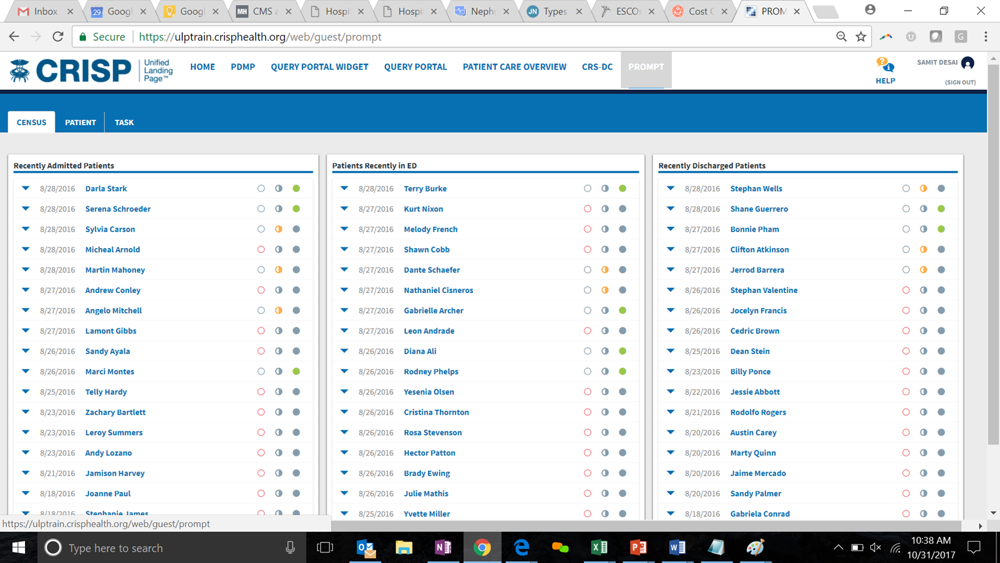 Inbox
29 Googl
Googl
MH CMS a
Hospi
Hospi
Nephr
JN Types
ESCOs
Cost C
PROM
Secure https://ulptrain.crisphealth.org/web/guest/prompt
CRISP Unified Landing Page™
HOME PDMP QUERY PORTAL WIDGET QUERY PORTAL PATIENT CARE OVERVIEW CRS-DC PROMPT
HELP
SAMIT DESAI
(SIGN OUT)
CENSUS PATIENT TASK
Recently Admitted Patients
8/28/2016 Darla Stark
8/28/2016 Serena Schroeder
8/28/2016 Sylvia Carson
8/28/2016 Micheal Arnold
8/28/2016 Martin Mahoney
8/27/2016 Andrew Conley
8/27/2016 Angelo Mitchell
8/27/2016 Lamont Gibbs
8/26/2016 Sandy Ayala
8/26/2016 Marci Montes
8/25/2016 Telly Hardy
8/23/2016 Zachary Bartlett
8/23/2016 Leroy Summers
8/23/2016 Andy Lozano
8/21/2016 Jamison Harvey
8/18/2016 Joanne Paul
8/18/2016 Stephanie James
Patients Recently in ED
8/28/2016 Terry Burke
8/27/2016 Kurt Nixon
8/27/2016 Melody French
8/27/2016 Shawn Cobb
8/27/2016 Dante Schaefer
8/27/2016 Nathaniel Cisneros
8/27/2016 Gabrielle Archer
8/27/2016 Leon Andrade
8/26/2016 Diana Ali
8/26/2016 Rodney Phelps
8/26/2016 Yesenia Olsen
8/26/2016 Cristina Thornton
8/26/2016 Rosa Stevenson
8/26/2016 Hector Patton
8/26/2016 Brady Ewing
8/26/2016 Julie Mathis
8/25/2016 Yvette Miller
Recently Discharged Patients
8/28/2016 Stephan Wells
8/28/2016 Shane Guerrero
8/27/2016 Bonnie Pham
8/27/2016 Clifton Atkinson
8/27/2016 Jerrod Barrera
8/26/2016 Stephan Valentine
8/26/2016 Jocelyn Francis
8/26/2016 Cedric Brown
8/25/2016 Dean Stein
8/23/2016 Billy Ponce
8/22/2016 Jessie Abbott
8/21/2016 Rodolfo Rogers
8/20/2016 Austin Carey
8/20/2016 Marty Quinn
8/20/2016 Jaime Mercado
8/20/2016 Sandy Palmer
8/18/2016 Gabriela Conrad
https://ulptrain.crisphealth.org/web/guest/prompt
Type here to search
10:38 AM
10/31/2017